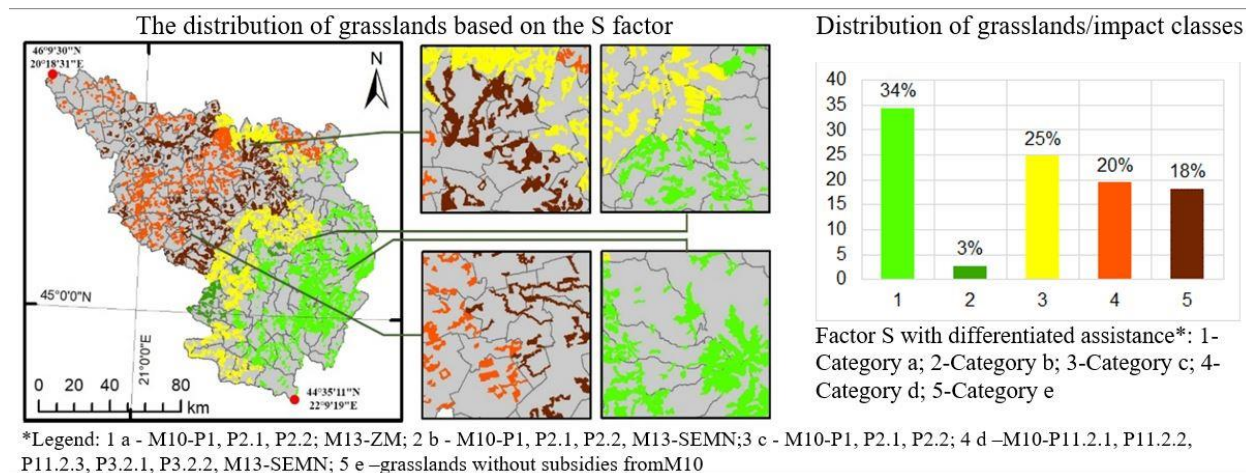 The distribution of grasslands based on the S factor
Distribution of grasslands/impact classes
46°9'30"N
20°18'31"E
N
45°0'0"N
21°0'0"E
0 20 40 80
km
44°35'11"N
22°9'19"E
40
35
30
25
20
15
10
5
0
34%
3%
25%
20%
18%
1 2 3 4 5
Factor S with differentiated assistance*: 1-
Category a; 2-Category b; 3-Category c; 4-
Category d; 5-Category e
*Legend: 1 a - M10-P1, P2.1, P2.2; M13-ZM; 2 b - M10-P1, P2.1, P2.2, M13-SEMN;3 c - M10-P1, P2.1, P2.2; 4 d –M10-P11.2.1, P11.2.2,
P11.2.3, P3.2.1, P3.2.2, M13-SEMN; 5 e –grasslands without subsidies fromM10